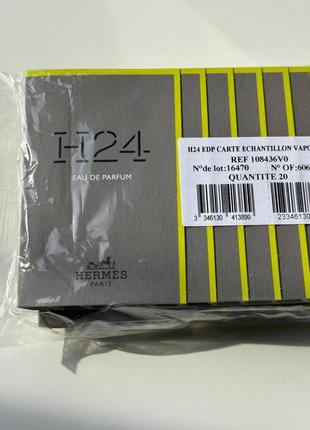 H24
EAU DE PARFUM
HERMÈS
PARIS
H24 EDP CARTE ECHANTILLON VAPO
REF 108436V0
N°de lot:16470 N° OF:606
QUANTITE 20
3 346130 413899
23346130